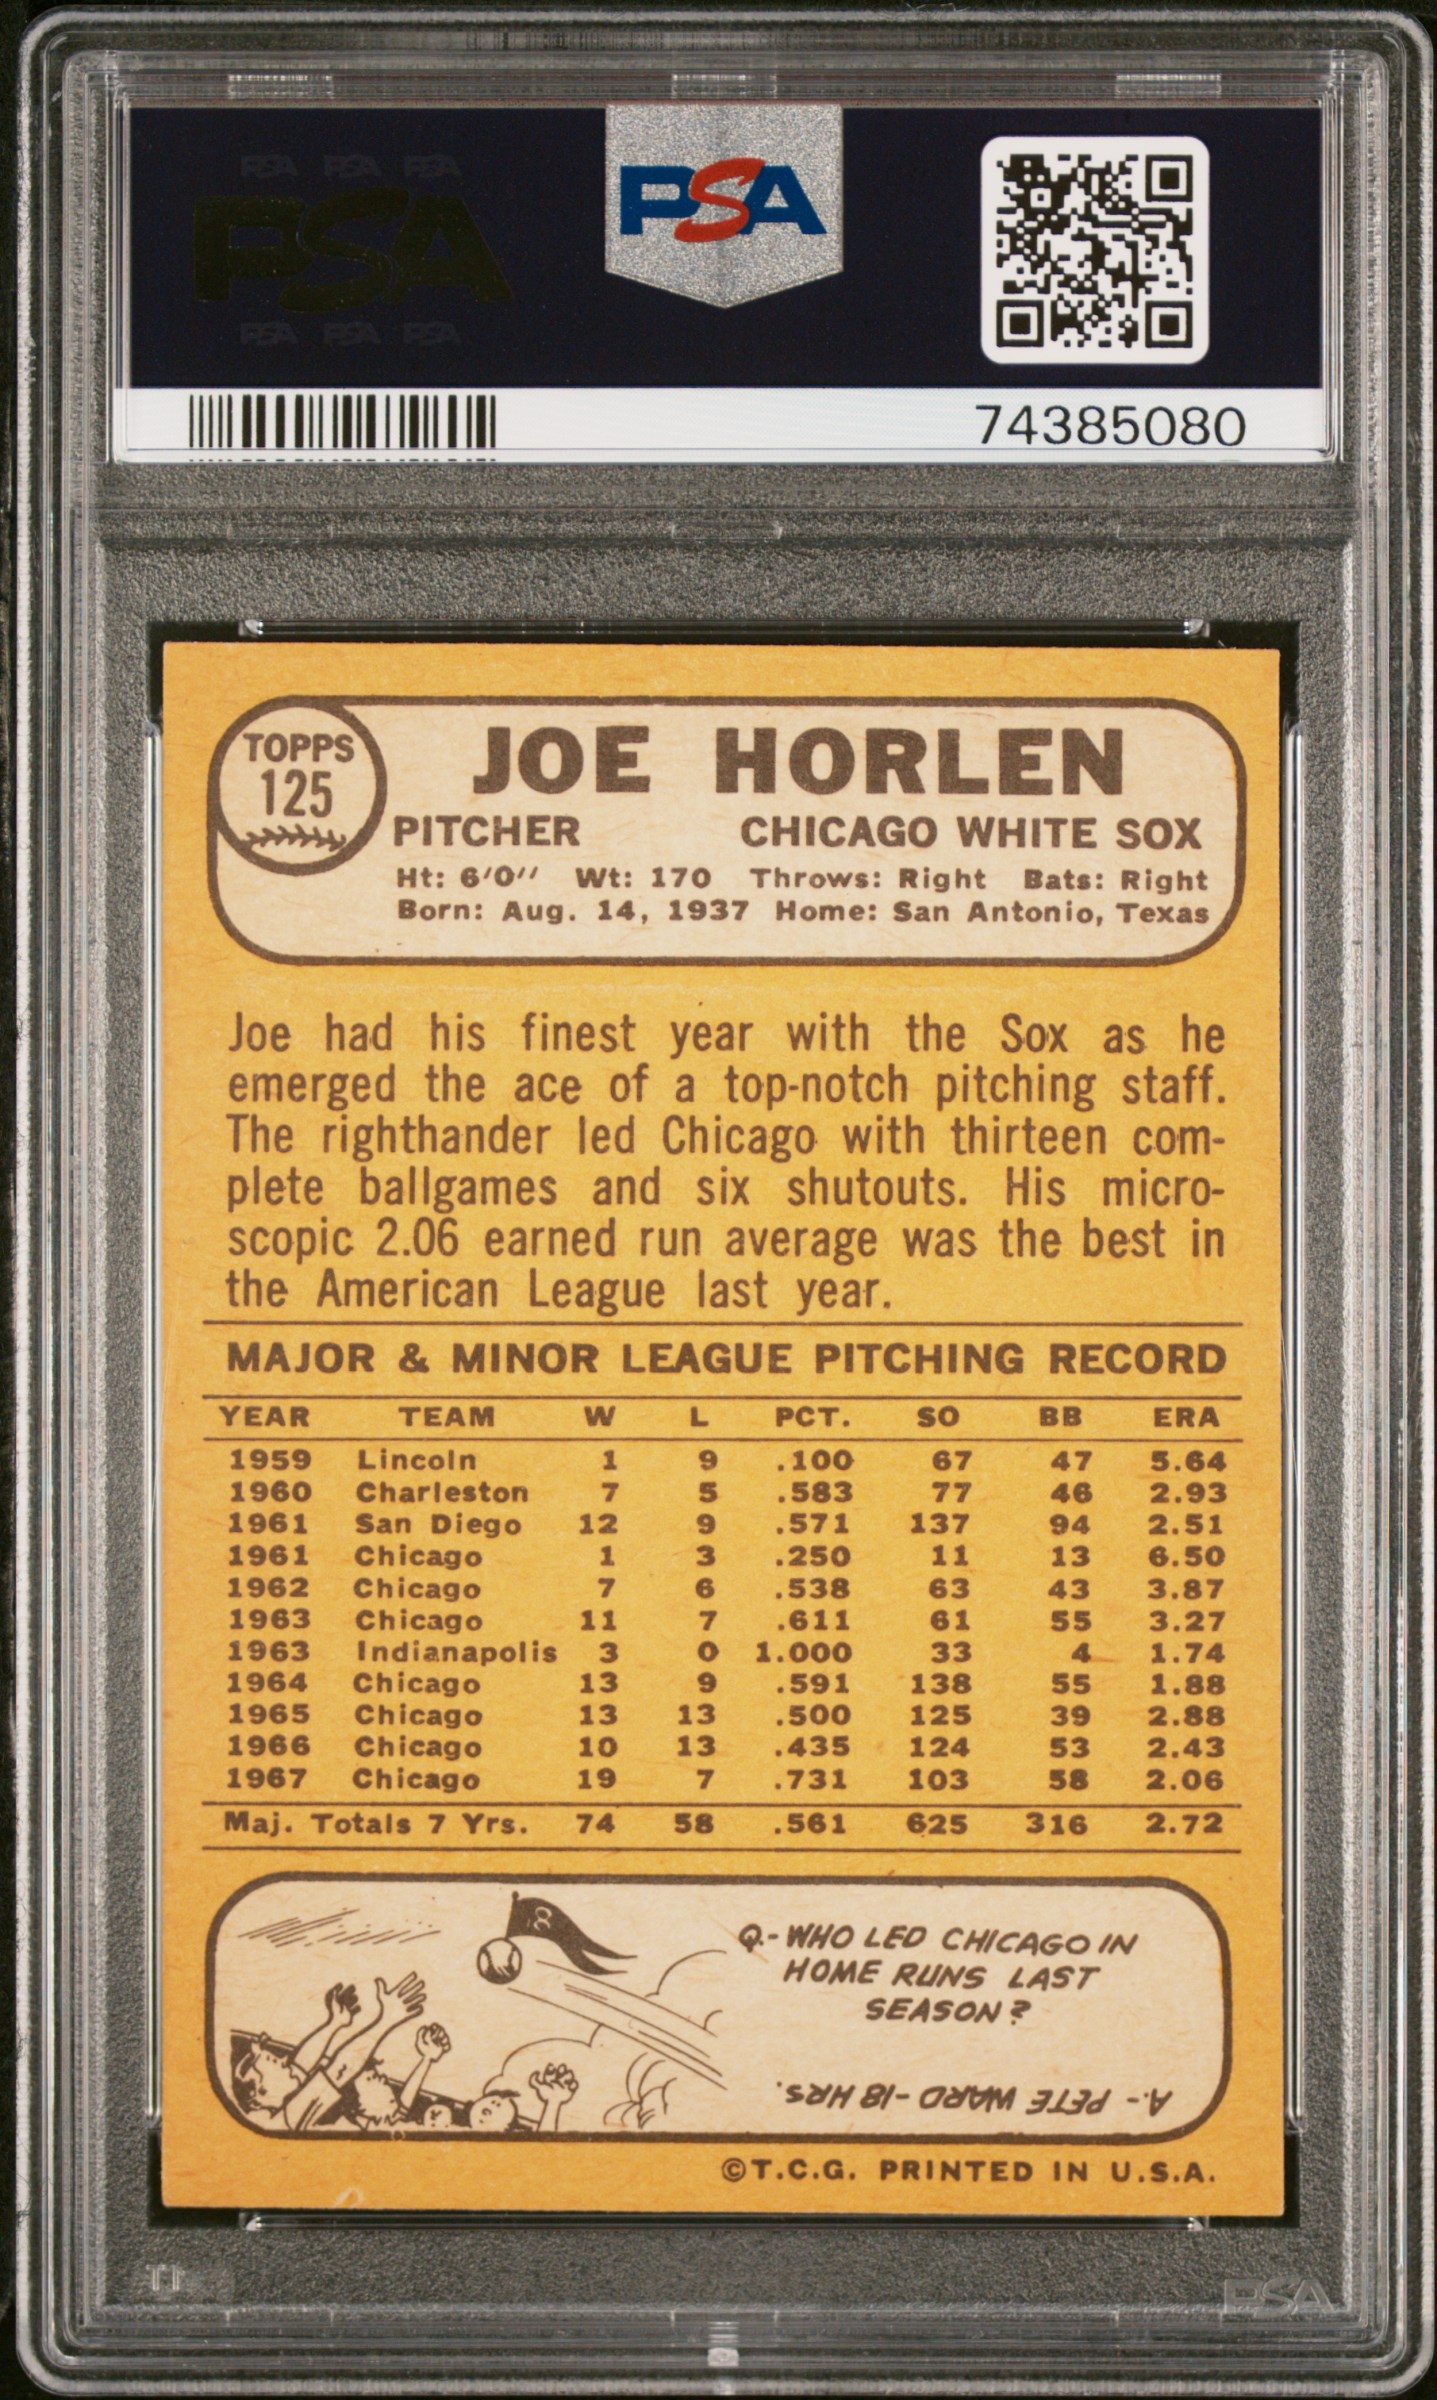 PSA PSA PSA
PSA
PSA PSA PSA
PSA
74385080
TOPPS
125
JOE HORLEN
PITCHER CHICAGO WHITE SOX
Ht: 6'0'' Wt: 170 Throws: Right Bats: Right
Born: Aug. 14, 1937 Home: San Antonio, Texas
Joe had his finest year with the Sox as he
emerged the ace of a top-notch pitching staff.
The righthander led Chicago with thirteen com-
plete ballgames and six shutouts. His micro-
scopic 2.06 earned run average was the best in
the American League last year.
MAJOR & MINOR LEAGUE PITCHING RECORD
YEAR TEAM W L PCT. SO BB ERA
1959 Lincoln 1 9 .100 67 47 5.64
1960 Charleston 7 5 .583 77 46 2.93
1961 San Diego 12 9 .571 137 94 2.51
1961 Chicago 1 3 .250 11 13 6.50
1962 Chicago 7 6 .538 63 43 3.87
1963 Chicago 11 7 .611 61 55 3.27
1963 Indianapolis 3 0 1.000 33 4 1.74
1964 Chicago 13 9 .591 138 55 1.88
1965 Chicago 13 13 .500 125 39 2.88
1966 Chicago 10 13 .435 124 53 2.43
1967 Chicago 19 7 .731 103 58 2.06
Maj. Totals 7 Yrs. 74 58 .561 625 316 2.72
Q.- WHO LED CHICAGO IN
HOME RUNS LAST
SEASON?
A.- PETE WARD - 18 HRS.
©T.C.G. PRINTED IN U.S.A.
PSA